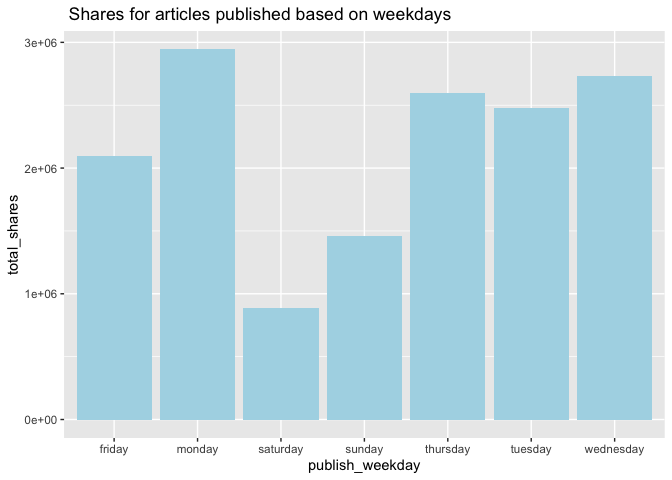 Shares for articles published based on weekdays
total_shares
3e+06
2e+06
1e+06
0e+00
friday monday saturday sunday thursday tuesday wednesday
publish_weekday